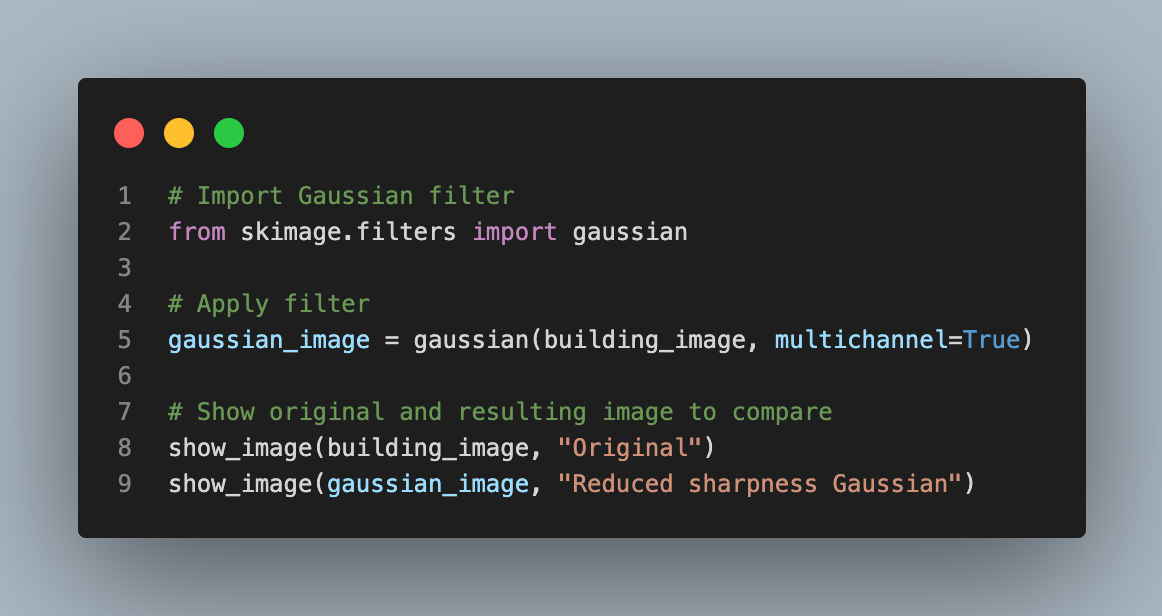 1 # Import Gaussian filter
2 from skimage.filters import gaussian
3
4 # Apply filter
5 gaussian_image = gaussian(building_image, multichannel=True)
6
7 # Show original and resulting image to compare
8 show_image(building_image, "Original")
9 show_image(gaussian_image, "Reduced sharpness Gaussian")